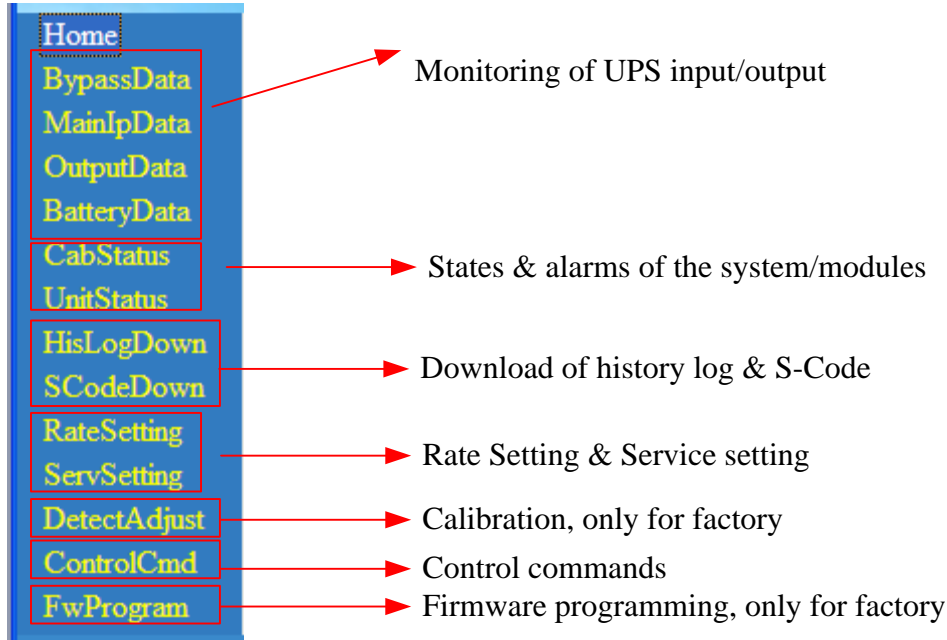 Home
BypassData
MainIpData
OutputData
BatteryData
Monitoring of UPS input/output
CabStatus
UnitStatus
States & alarms of the system/modules
HisLogDown
SCodeDown
Download of history log & S-Code
RateSetting
ServSetting
Rate Setting & Service setting
DetectAdjust
Calibration, only for factory
ControlCmd
Control commands
FwProgram
Firmware programming, only for factory